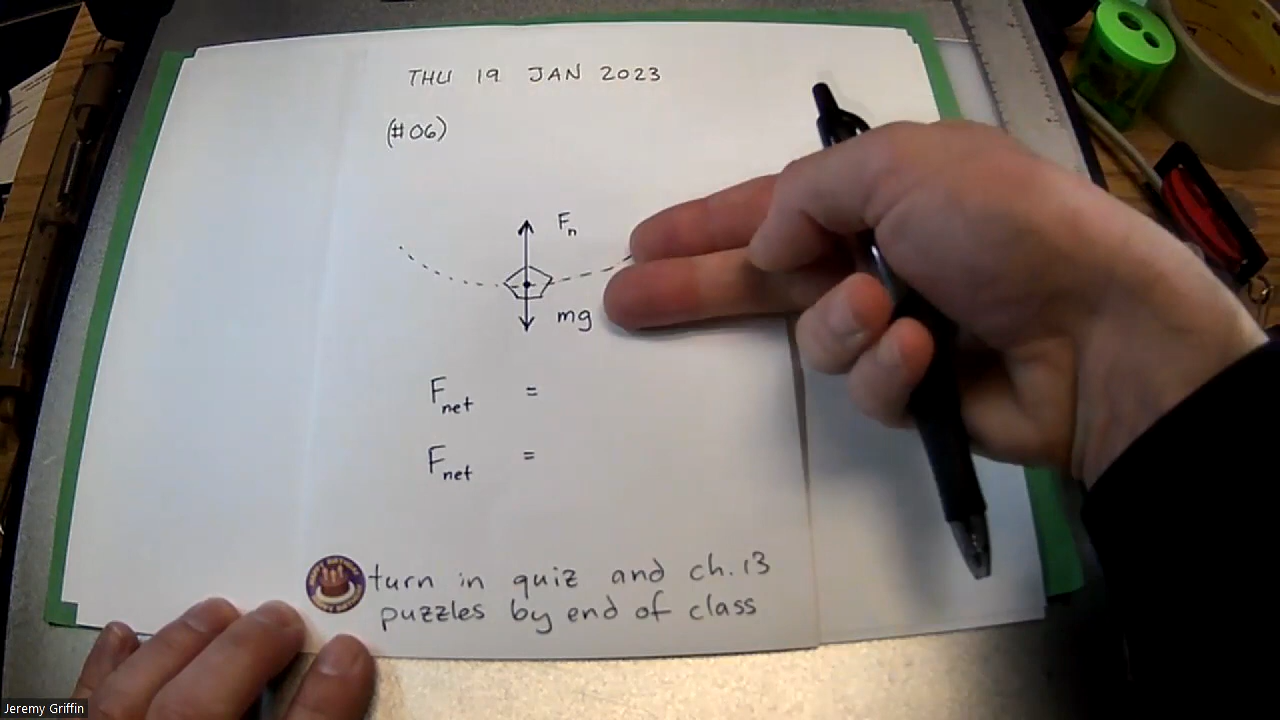 THU 19 JAN 2023
(#06)
Fn
mg
Fnet =
Fnet =
turn in quiz and ch.13
puzzles by end of class
Jeremy Griffin